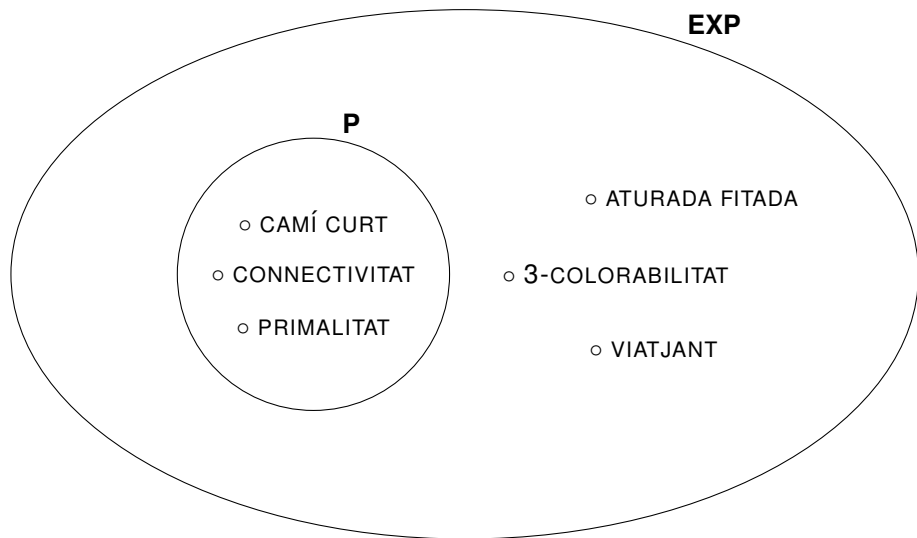 EXP
P
ATURADA FITADA
CAMÍ CURT
CONNECTIVITAT
3-COLORABILITAT
PRIMALITAT
VIATJANT